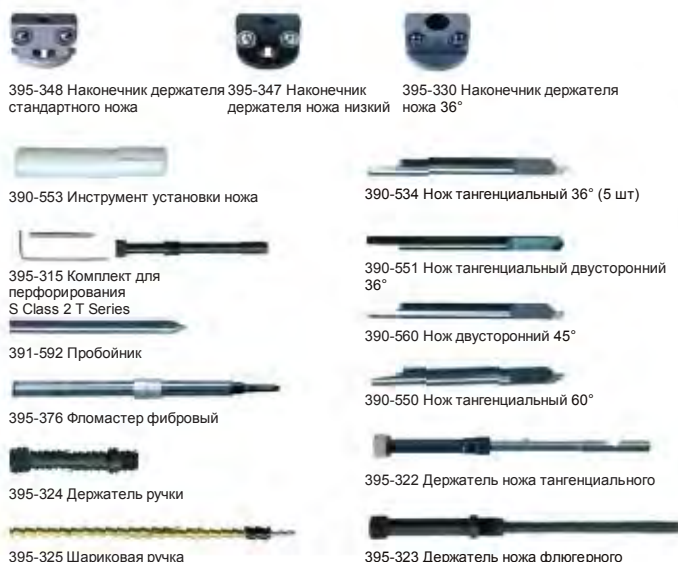 395-348 Наконечник держателя
стандартного ножа
395-347 Наконечник
держателя ножа низкий
395-330 Наконечник держателя
ножа 36°
390-553 Инструмент установки ножа
390-534 Нож тангенциальный 36° (5 шт)
395-315 Комплект для
перфорирования
S Class 2 T Series
390-551 Нож тангенциальный двусторонний
36°
391-592 Пробойник
390-560 Нож двусторонний 45°
395-376 Фломастер фибровый
390-550 Нож тангенциальный 60°
395-324 Держатель ручки
395-322 Держатель ножа тангенциального
395-325 Шариковая ручка
395-323 Держатель ножа флюгерного